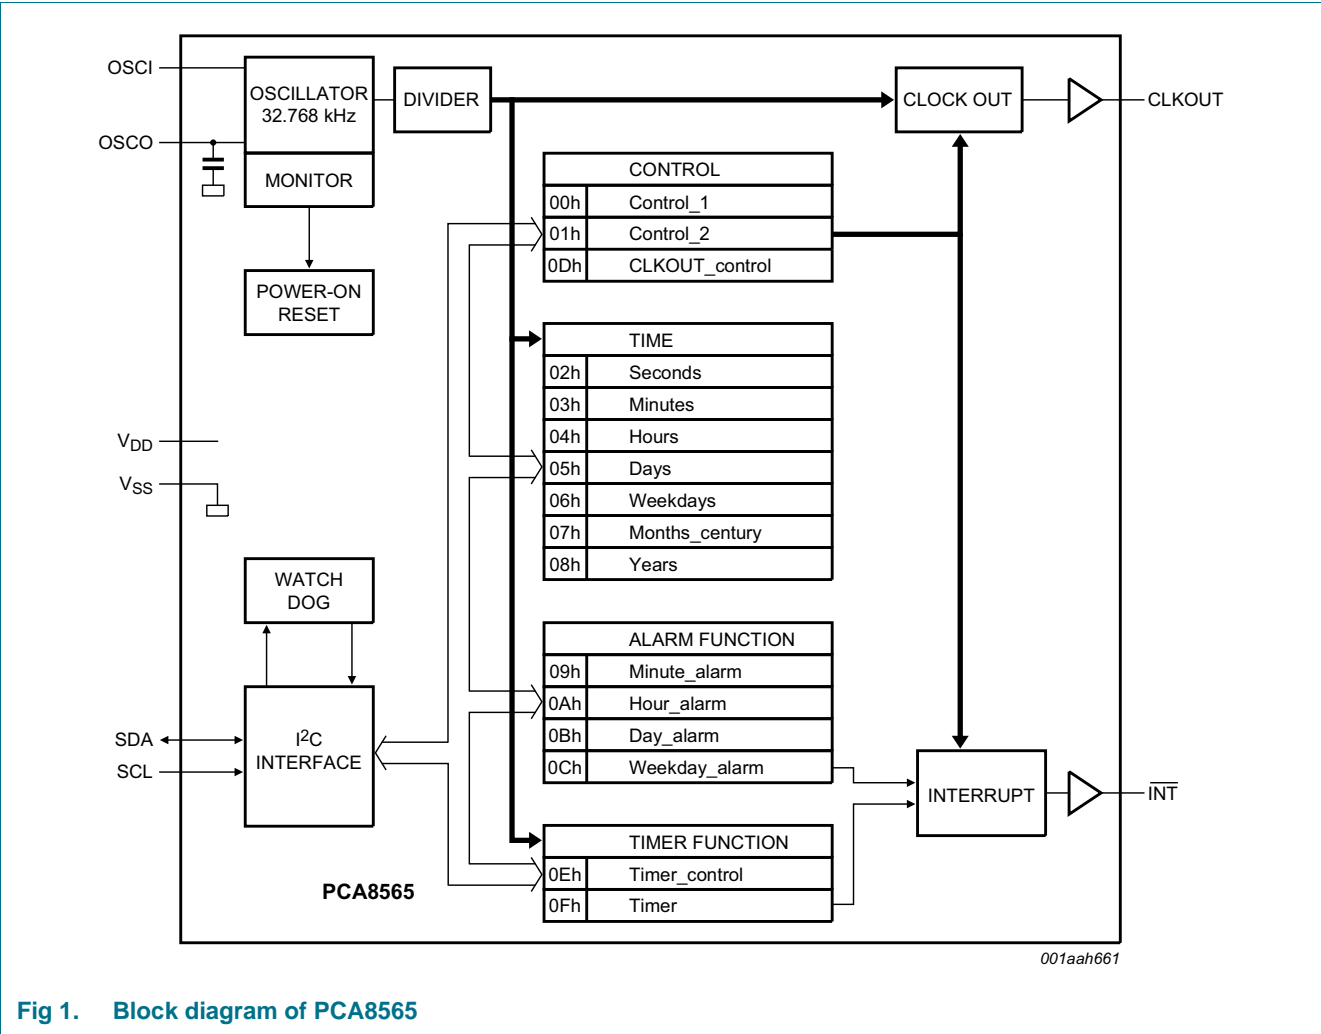 OSCI
OSCILLATOR
32.768 kHz
DIVIDER
CLOCK OUT
CLKOUT
OSCO
MONITOR
POWER-ON
RESET
CONTROL
00h Control_1
01h Control_2
0Dh CLKOUT_control
TIME
02h Seconds
03h Minutes
04h Hours
05h Days
06h Weekdays
07h Months_century
08h Years
VDD
VSS
WATCH
DOG
ALARM FUNCTION
09h Minute_alarm
0Ah Hour_alarm
0Bh Day_alarm
0Ch Weekday_alarm
SDA
SCL
I2C
INTERFACE
INTERRUPT
INT
TIMER FUNCTION
0Eh Timer_control
0Fh Timer
PCA8565
001aah661
Fig 1. Block diagram of PCA8565